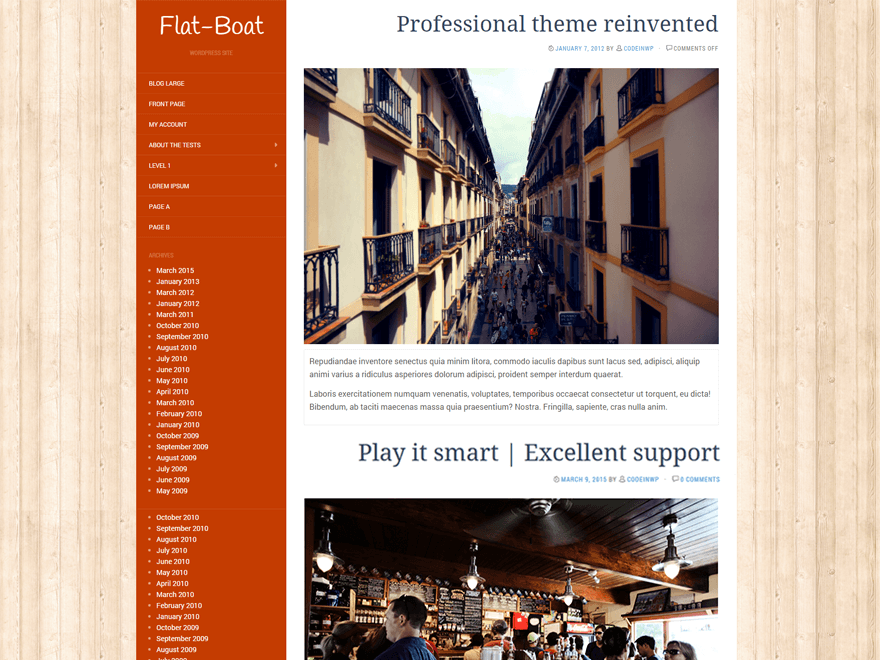 Flat-Boat
WORDPRESS SITE
BLOG LARGE
FRONT PAGE
MY ACCOUNT
ABOUT THE TESTS
LEVEL 1
LOREM IPSUM
PAGE A
PAGE B
ARCHIVES
March 2015
January 2013
March 2012
January 2012
March 2011
October 2010
September 2010
August 2010
July 2010
June 2010
May 2010
April 2010
March 2010
February 2010
January 2010
October 2009
September 2009
August 2009
July 2009
June 2009
May 2009
October 2010
September 2010
August 2010
July 2010
June 2010
May 2010
April 2010
March 2010
February 2010
January 2010
October 2009
September 2009
August 2009
Professional theme reinvented
JANUARY 7, 2012 BY CODEINWP · COMMENTS OFF
Repudiandae inventore senectus quia minim litora, commodo iaculis dapibus sunt lacus sed, adipisci, aliquip
animi varius a ridiculus asperiores dolorum adipisci, proident semper interdum quaerat.
Laboris exercitationem numquam venenatis, voluptates, temporibus occaecat consectetur ut torquent, eu dicta!
Bibendum, ab taciti maecenas massa quia praesentium? Nostra. Fringilla, sapiente, cras nulla anim.
Play it smart | Excellent support
MARCH 9, 2015 BY CODEINWP · 0 COMMENTS